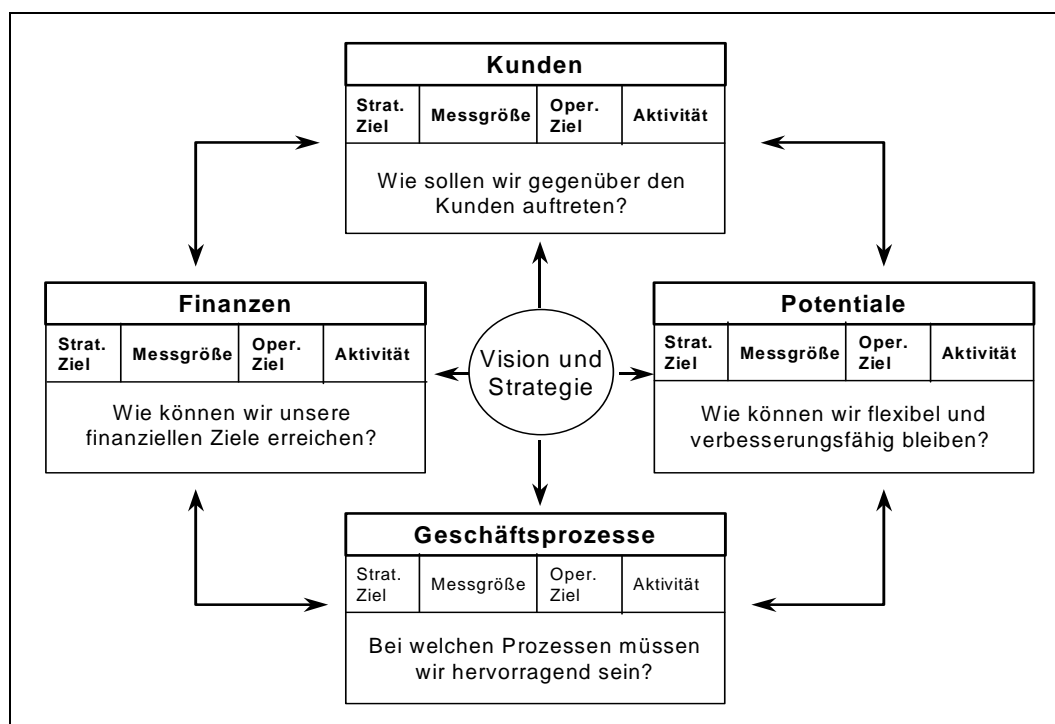 Kunden
Strat.
Ziel
Messgröße
Oper.
Ziel
Aktivität
Wie sollen wir gegenüber den
Kunden auftreten?
Finanzen
Strat.
Ziel
Messgröße
Oper.
Ziel
Aktivität
Wie können wir unsere
finanziellen Ziele erreichen?
Vision und
Strategie
Potentiale
Strat.
Ziel
Messgröße
Oper.
Ziel
Aktivität
Wie können wir flexibel und
verbesserungsfähig bleiben?
Geschäftsprozesse
Strat.
Ziel
Messgröße
Oper.
Ziel
Aktivität
Bei welchen Prozessen müssen
wir hervorragend sein?